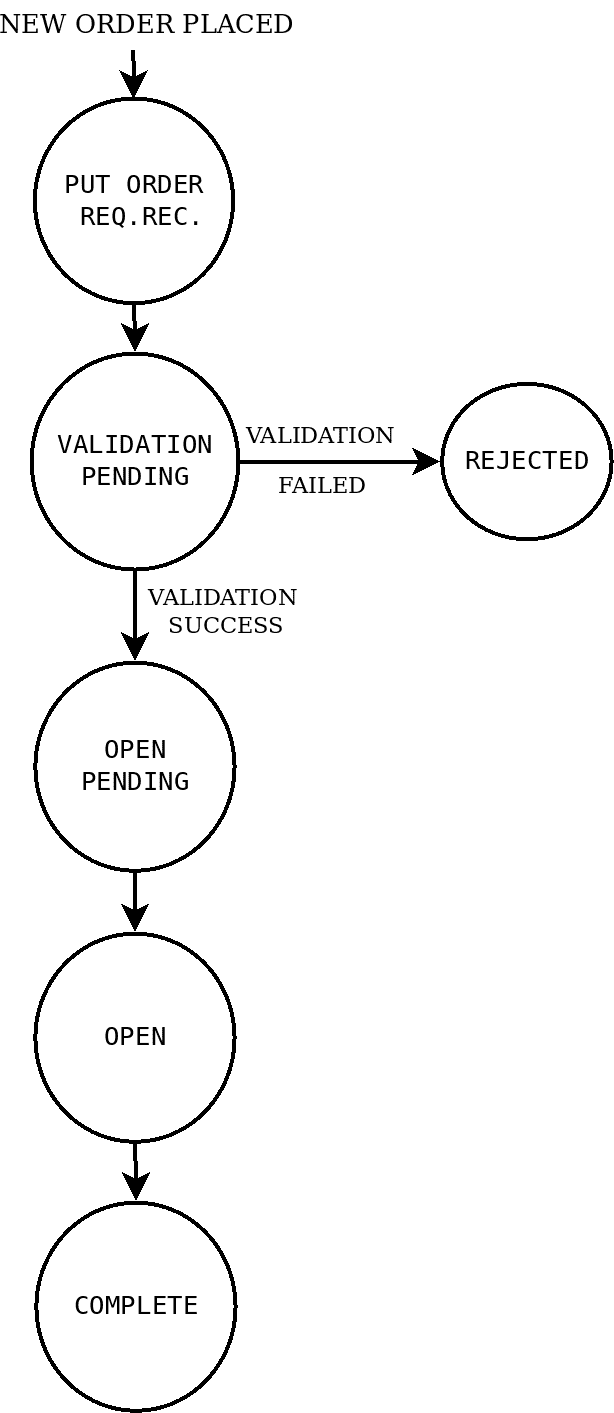 NEW ORDER PLACED
PUT ORDER
REQ.REC.
VALIDATION
PENDING
VALIDATION
FAILED
REJECTED
VALIDATION
SUCCESS
OPEN
PENDING
OPEN
COMPLETE